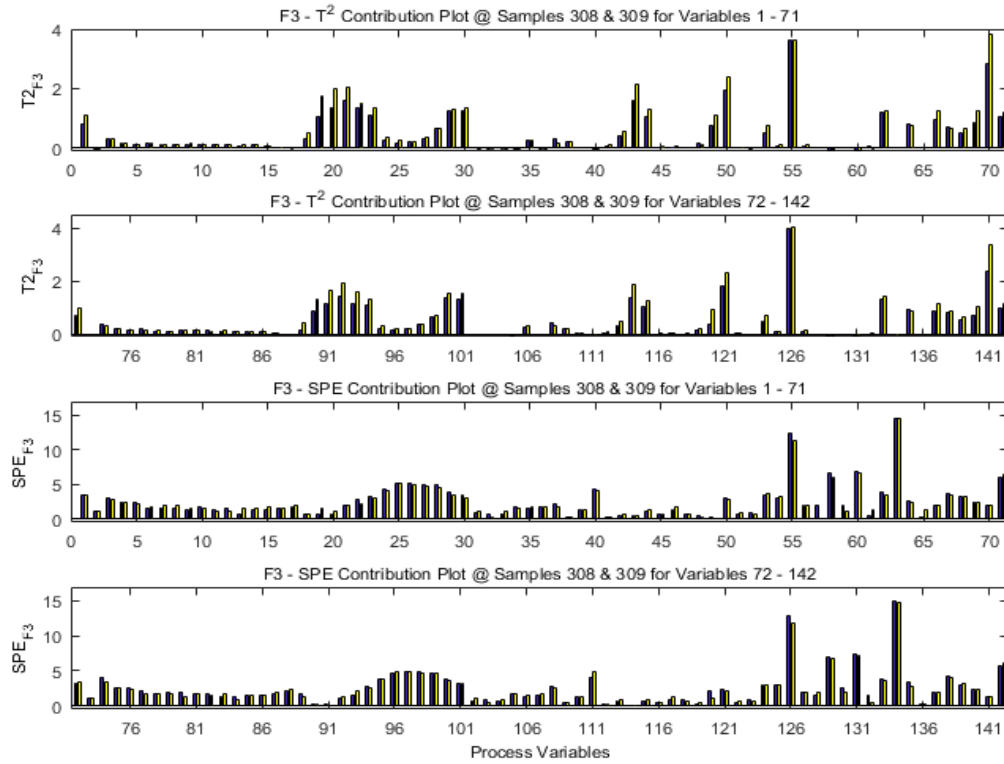 F3 - T² Contribution Plot @ Samples 308 & 309 for Variables 1 - 71
T2F3
4
2
0
0 5 10 15 20 25 30 35 40 45 50 55 60 65 70
F3 - T² Contribution Plot @ Samples 308 & 309 for Variables 72 - 142
T2F3
4
2
0
76 81 86 91 96 101 106 111 116 121 126 131 136 141
F3 - SPE Contribution Plot @ Samples 308 & 309 for Variables 1 - 71
SPEF3
15
10
5
0
0 5 10 15 20 25 30 35 40 45 50 55 60 65 70
F3 - SPE Contribution Plot @ Samples 308 & 309 for Variables 72 - 142
SPEF3
15
10
5
0
76 81 86 91 96 101 106 111 116 121 126 131 136 141
Process Variables